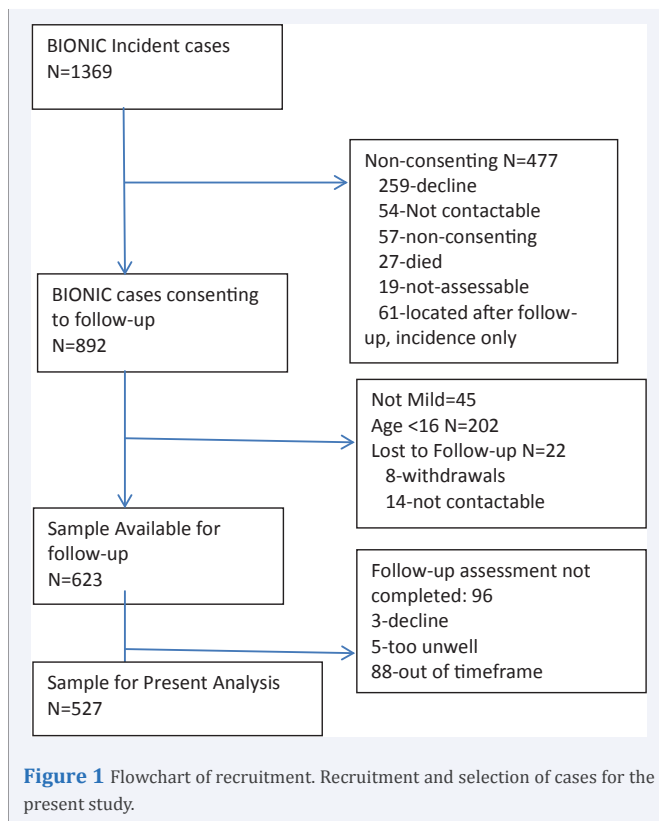 BIONIC Incident cases
N=1369
Non-consenting N=477
259-decline
54-Not contactable
57-non-consenting
27-died
19-not-assessable
61-located after follow-
up, incidence only
BIONIC cases consenting
to follow-up
N=892
Not Mild=45
Age <16 N=202
Lost to Follow-up N=22
8-withdrawals
14-not contactable
Sample Available for
follow-up
N=623
Follow-up assessment not
completed: 96
3-decline
5-too unwell
88-out of timeframe
Sample for Present Analysis
N=527
Figure 1 Flowchart of recruitment. Recruitment and selection of cases for the
present study.